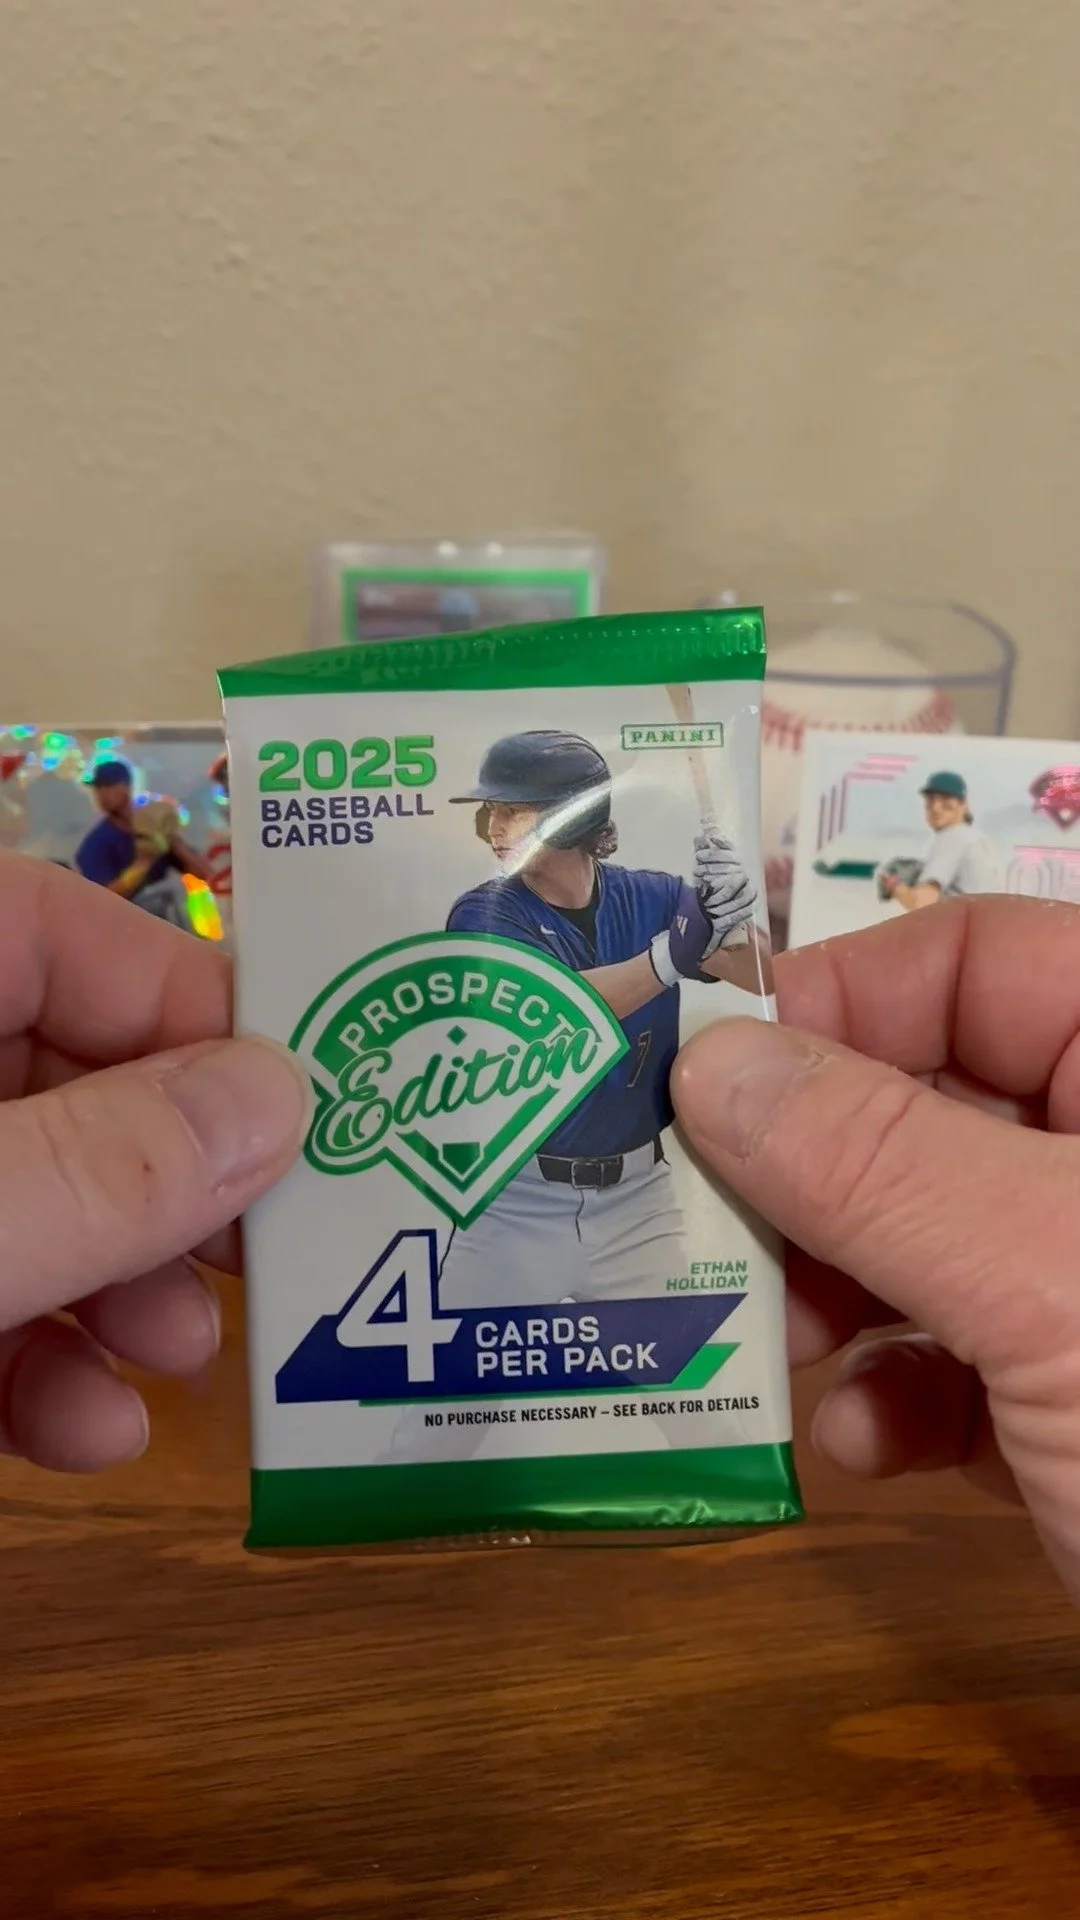 2025
BASEBALL
CARDS
PANINI
PROSPECT
Edition
7
ETHAN
HOLLIDAY
4
CARDS
PER PACK
NO PURCHASE NECESSARY – SEE BACK FOR DETAILS